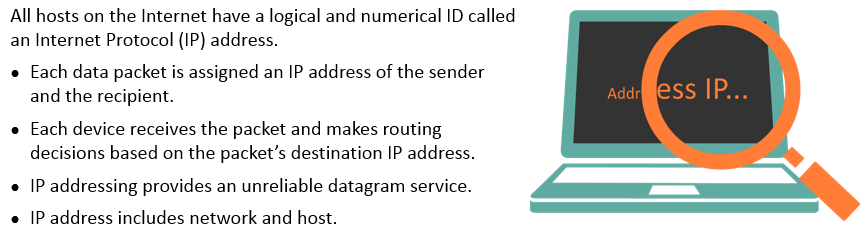 All hosts on the Internet have a logical and numerical ID called
an Internet Protocol (IP) address.
● Each data packet is assigned an IP address of the sender
and the recipient.
● Each device receives the packet and makes routing
decisions based on the packet's destination IP address.
● IP addressing provides an unreliable datagram service.
● IP address includes network and host.
Address IP...